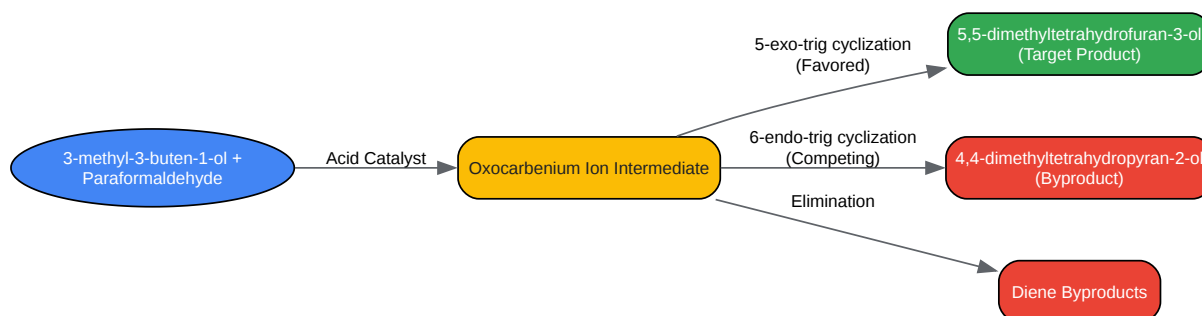 3-methyl-3-buten-1-ol +
Paraformaldehyde
Acid Catalyst
Oxocarbenium Ion Intermediate
5-exo-trig cyclization
(Favored)
5,5-dimethyltetrahydrofuran-3-ol
(Target Product)
6-endo-trig cyclization
(Competing)
4,4-dimethyltetrahydropyran-2-ol
(Byproduct)
Elimination
Diene Byproducts